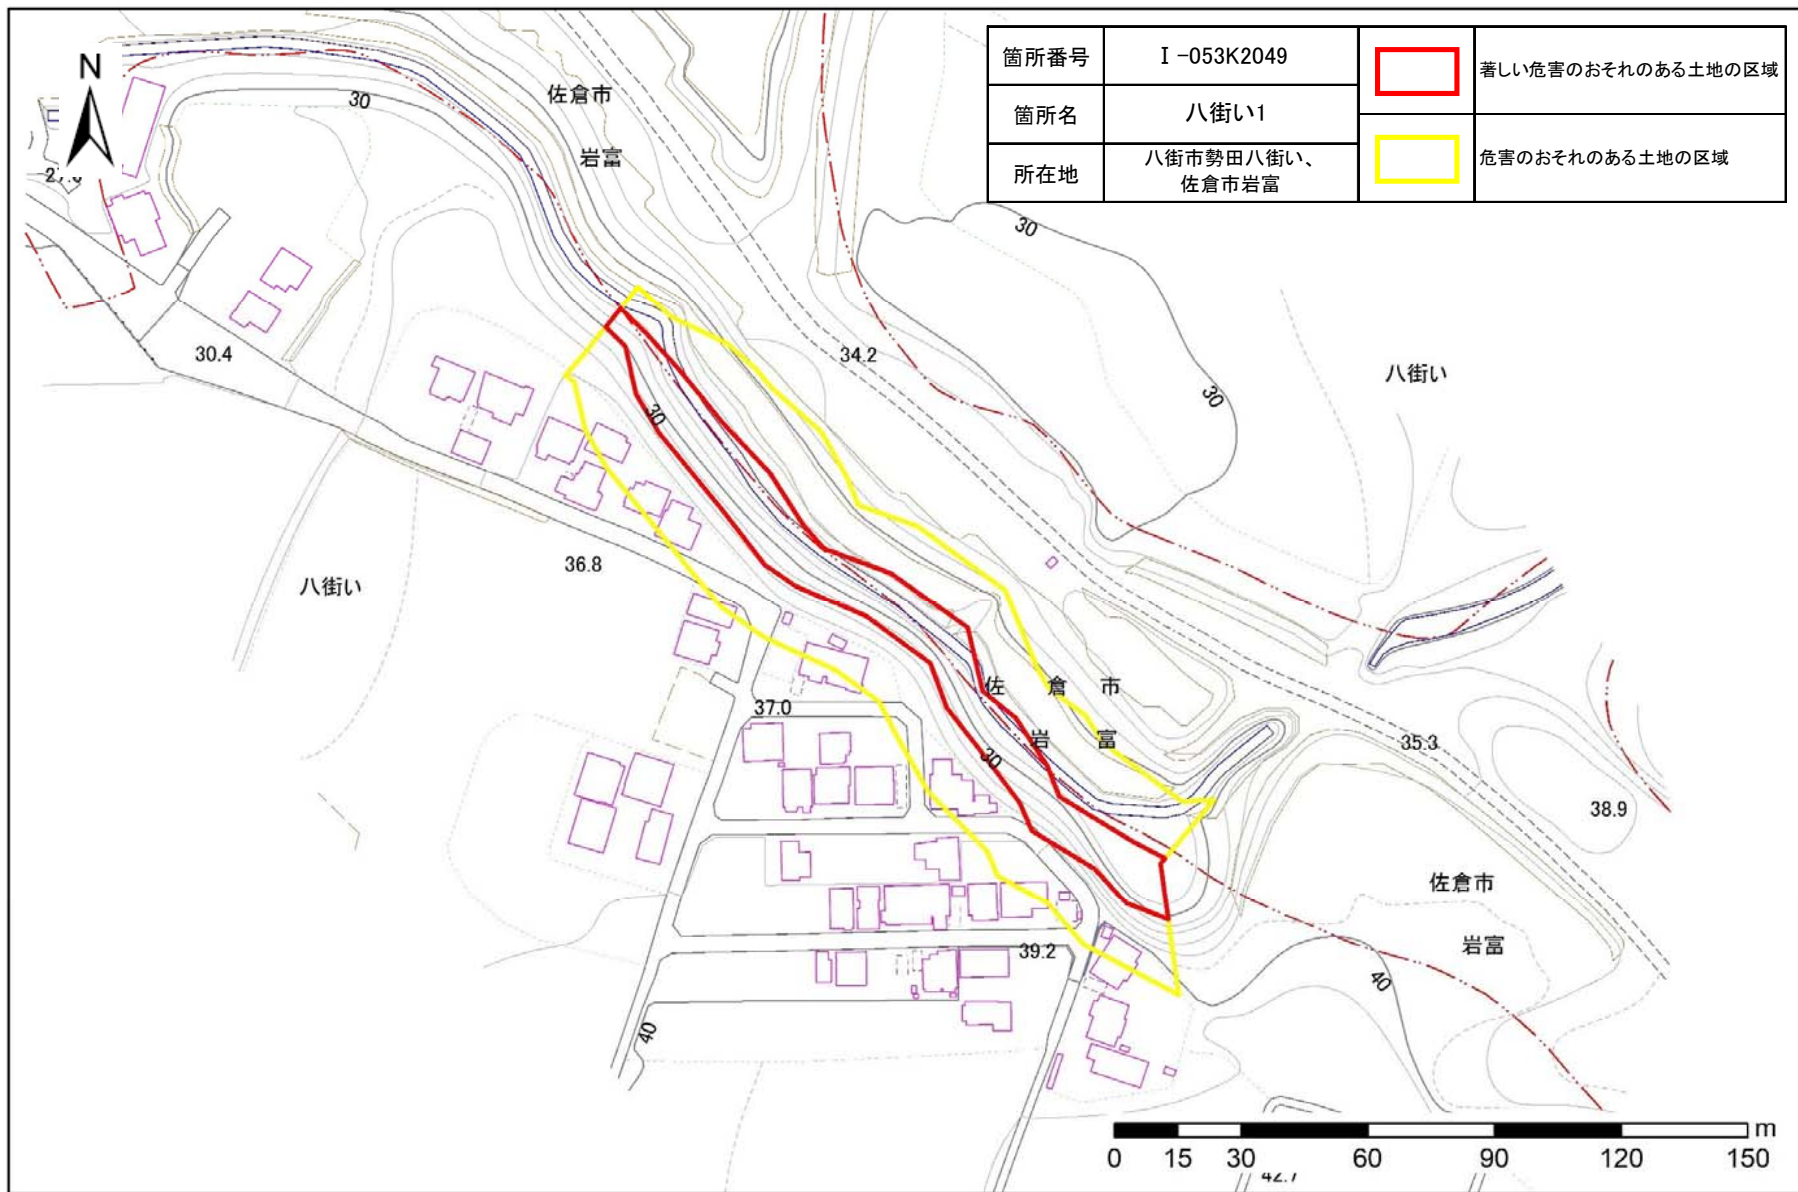 箇所番号 Ⅰ-053K2049
著しい危害のおそれのある土地の区域
箇所名 八街い1
危害のおそれのある土地の区域
所在地 八街市勢田八街い、
佐倉市岩富
N
佐倉市
岩富
30
30
30.4
34.2
八街い
30
30
36.8
八街い
佐倉市
37.0
岩富
30
35.3
38.9
佐倉市
岩富
39.2
40
40
m
0 15 30 60 90 120 150